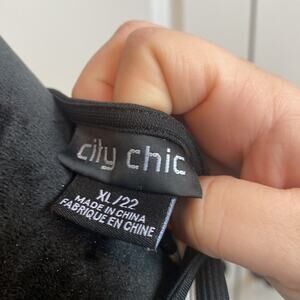 city chic
XL/22
MADE IN CHINA
FABRIQUE EN CHINE